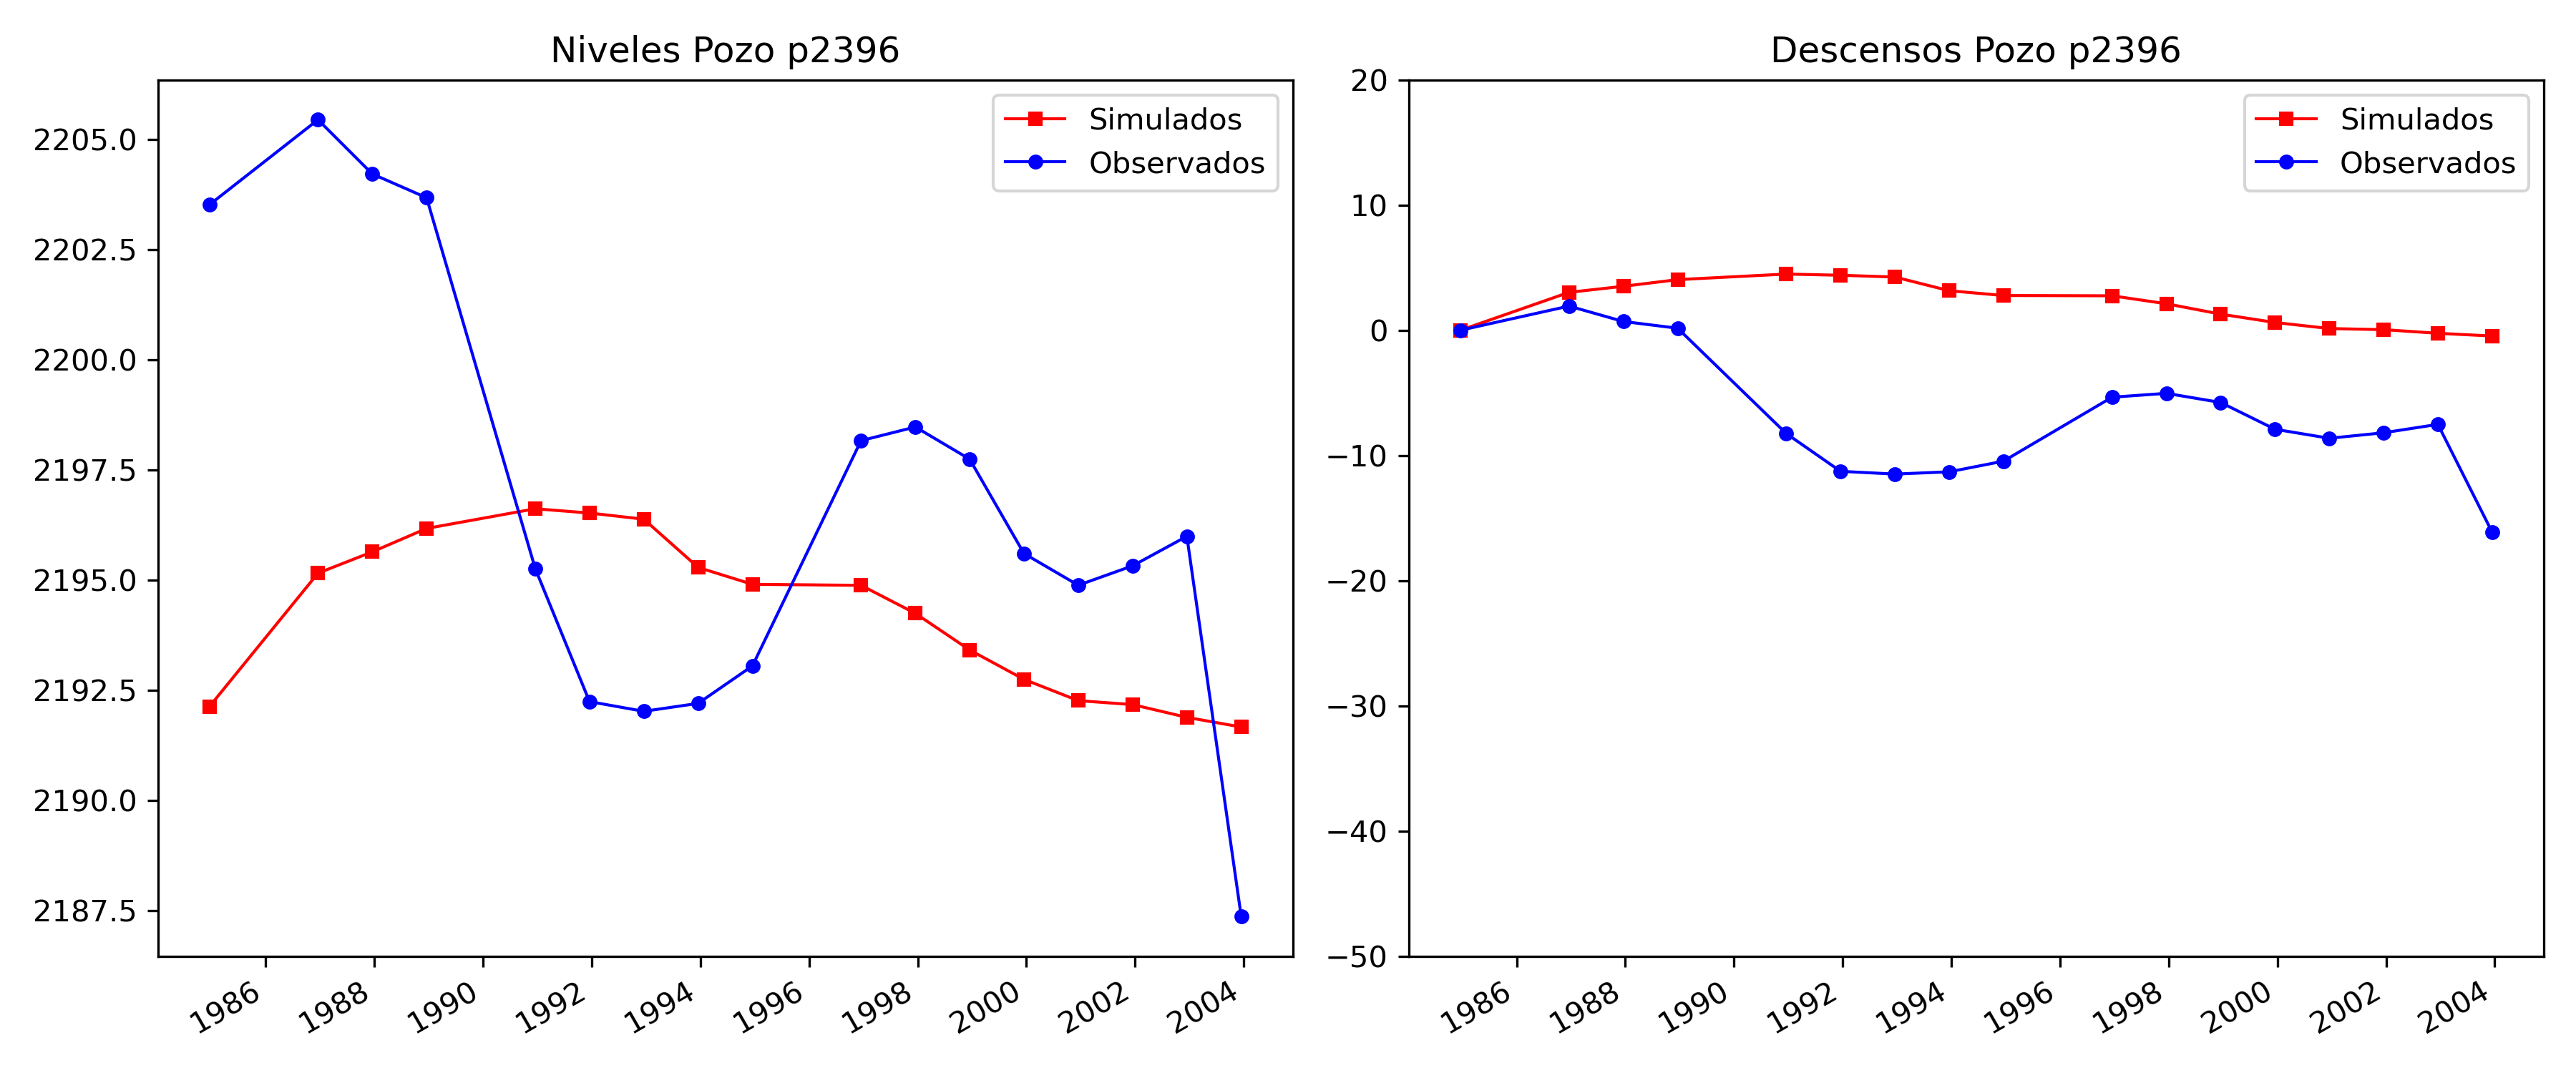 Niveles Pozo p2396
Simulados
Observados
2205.0
2202.5
2200.0
2197.5
2195.0
2192.5
2190.0
2187.5
1986 1988 1990 1992 1994 1996 1998 2000 2002 2004
Descensos Pozo p2396
Simulados
Observados
20
10
0
−10
−20
−30
−40
−50
1986 1988 1990 1992 1994 1996 1998 2000 2002 2004